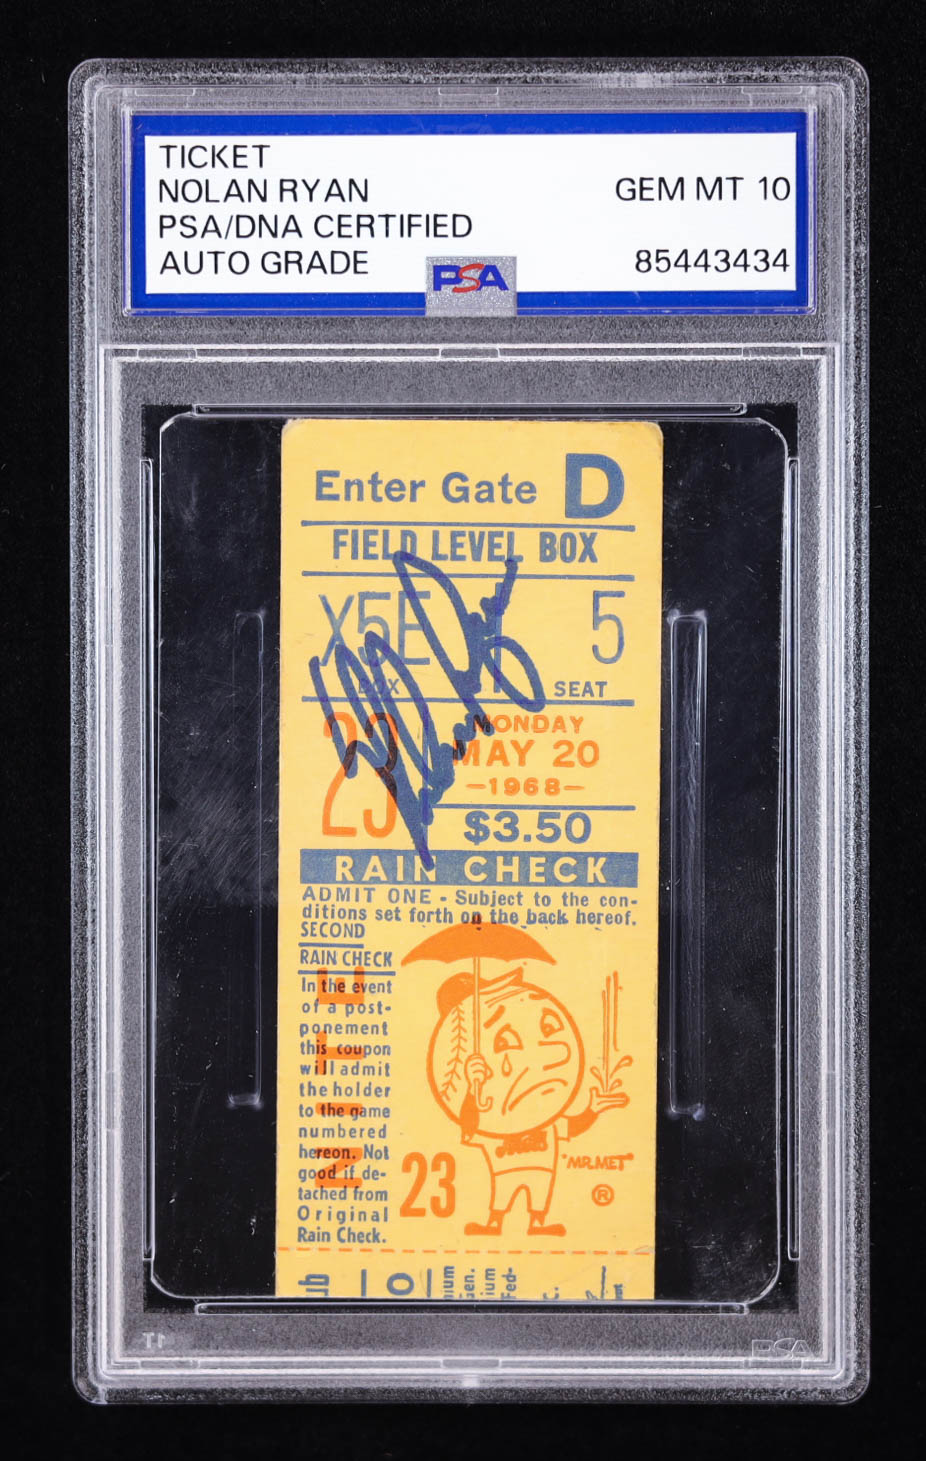 TICKET
NOLAN RYAN
GEM MT 10
PSA/DNA CERTIFIED
AUTO GRADE
85443434
PSA
Enter Gate D
FIELD LEVEL BOX
X5E 5
BOX SEAT
23
MONDAY
MAY 20
-1968-
$3.50
RAIN CHECK
ADMIT ONE - Subject to the con-
ditions set forth on the back hereof.
SECOND
RAIN CHECK
In the event
of a post-
ponement
this coupon
will admit
the holder
to the game
numbered
hereon. Not
good if de-
tached from
Original
Rain Check.
NITE
23
Mets
"MR.MET"
®
PSA